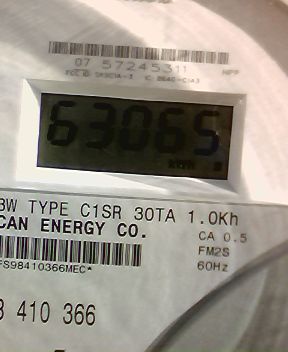 07 57245311
63065
kWh
3W TYPE C1SR 30TA 1.0Kh
CAN ENERGY CO.
CA 0.5
FM2S
60Hz
FS98410366MEC*
8 410 366